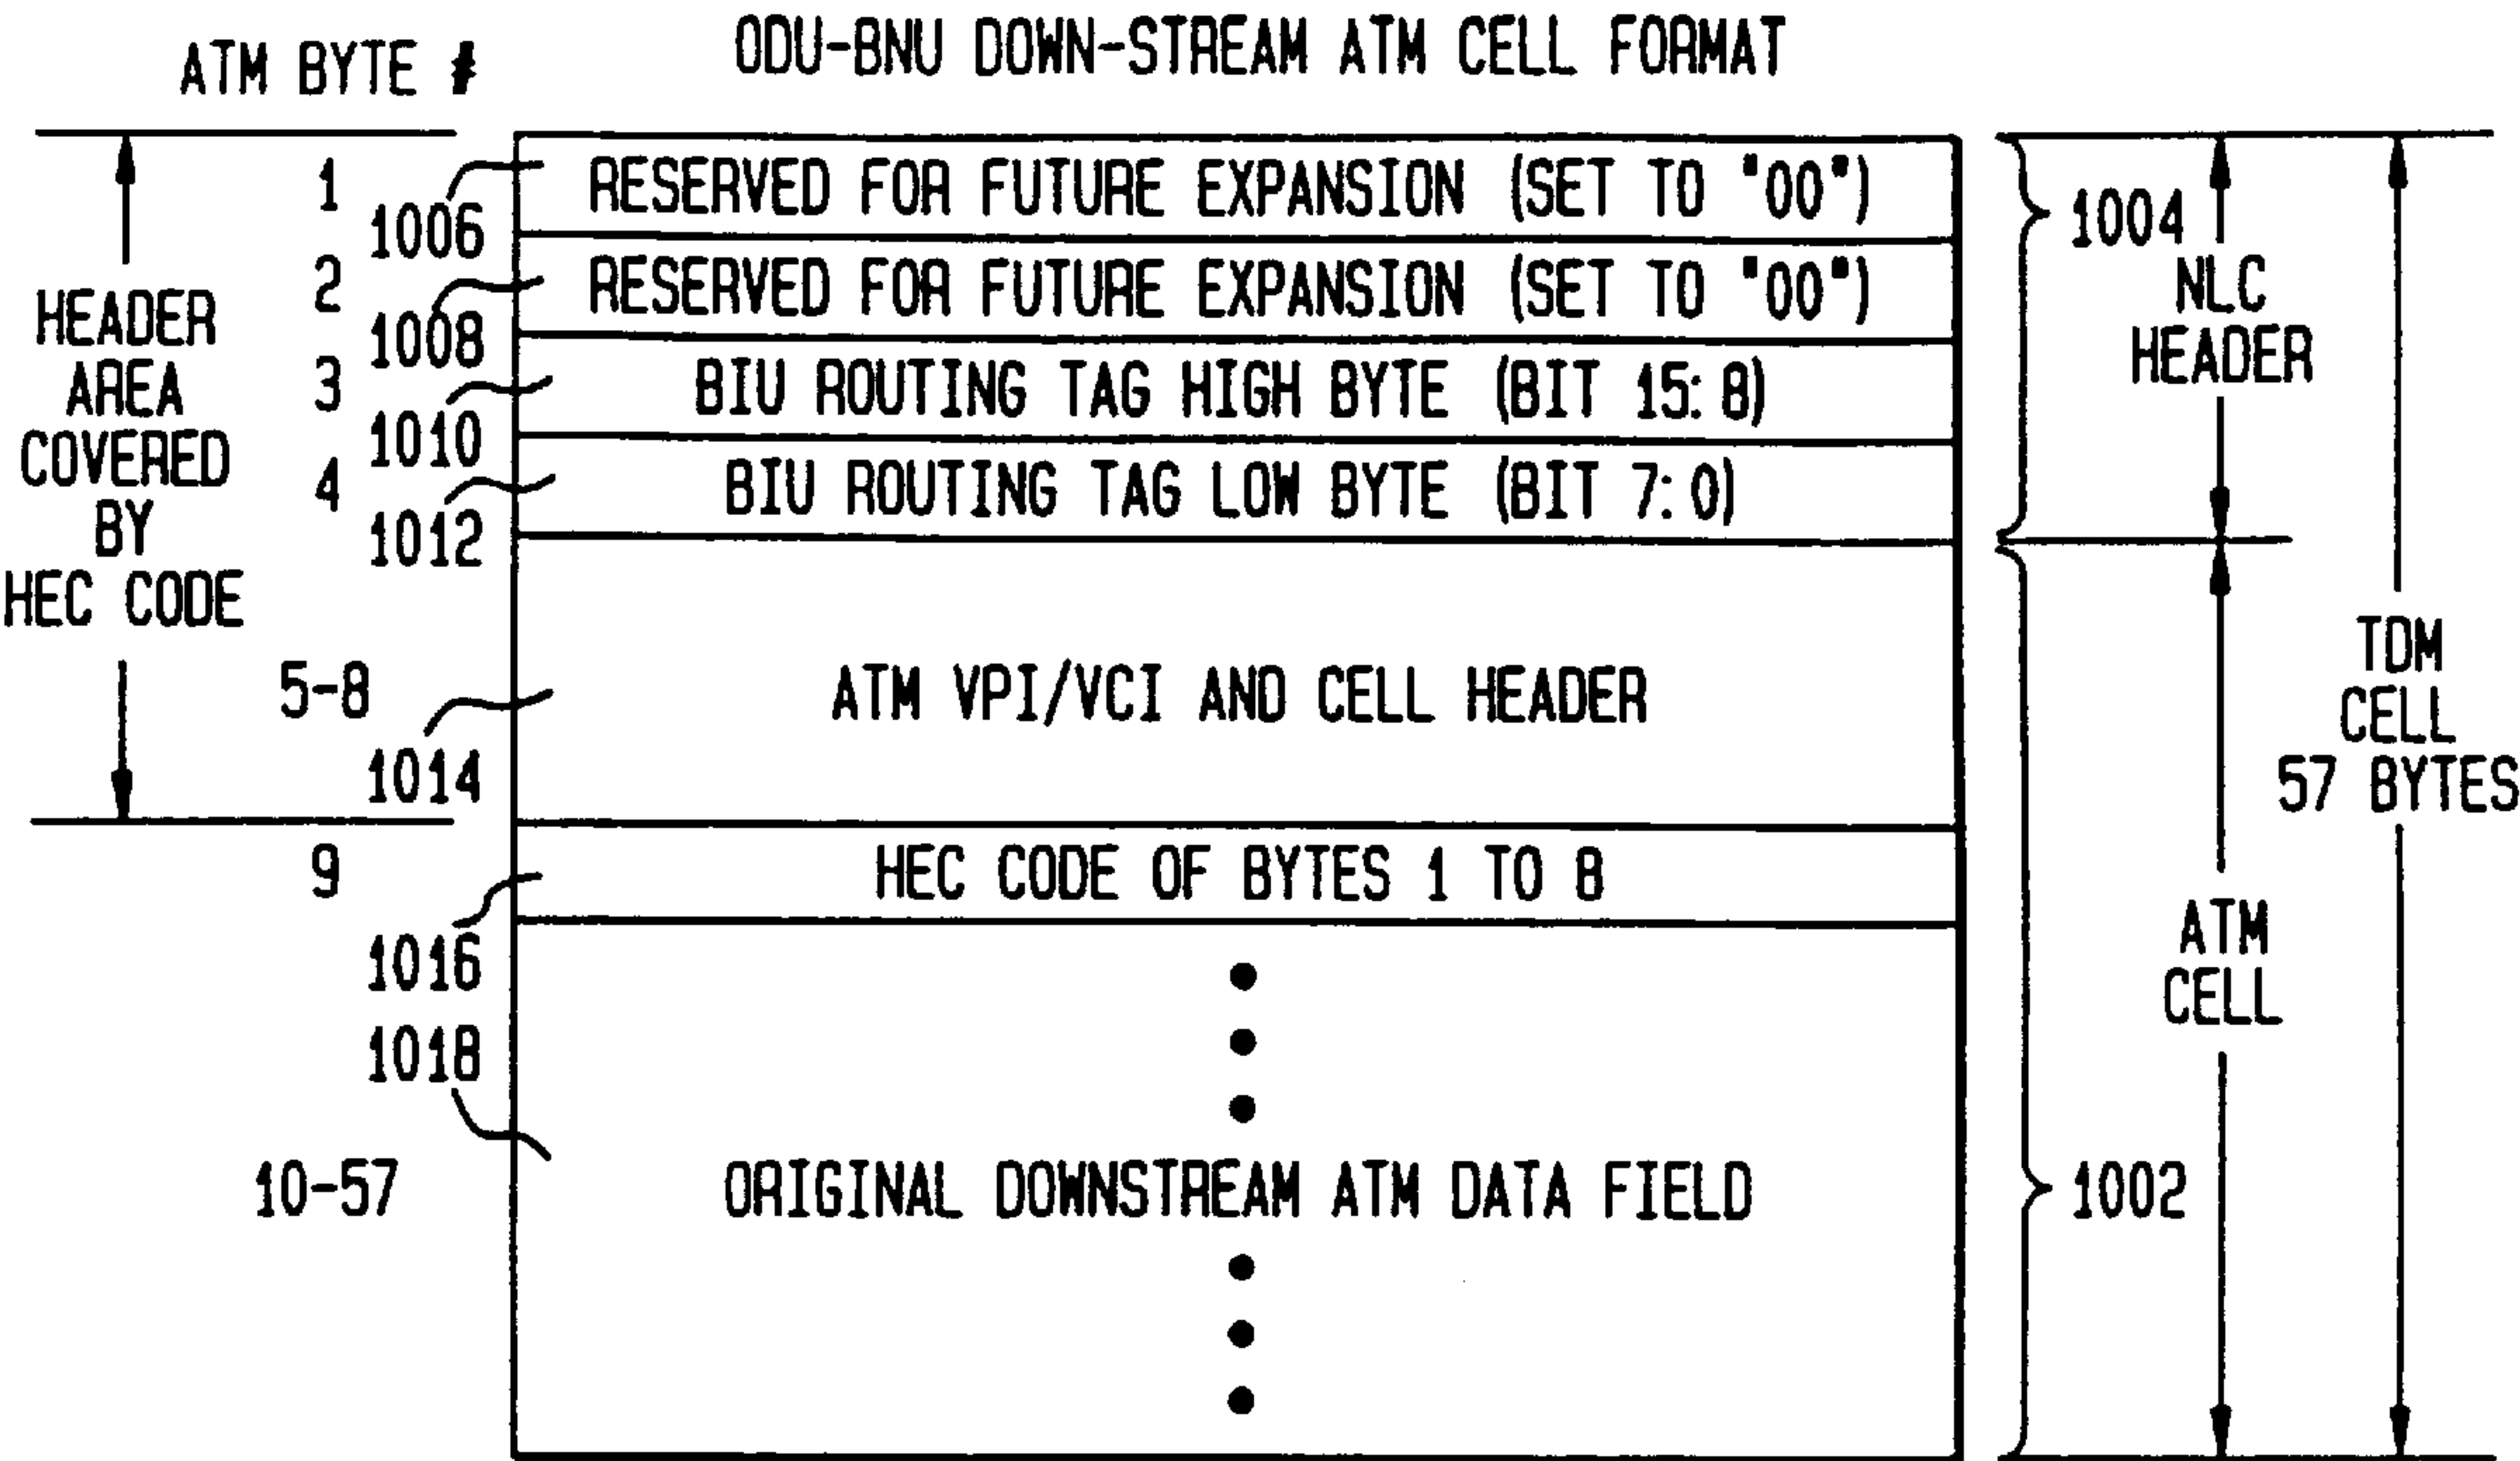 ATM BYTE #
ODU-BNU DOWN-STREAM ATM CELL FORMAT
HEADER
AREA
COVERED
BY
HEC CODE
1
1006
RESERVED FOR FUTURE EXPANSION (SET TO "00")
2
1008
RESERVED FOR FUTURE EXPANSION (SET TO "00")
3
1010
BIU ROUTING TAG HIGH BYTE (BIT 15:8)
4
1012
BIU ROUTING TAG LOW BYTE (BIT 7:0)
5-8
1014
ATM VPI/VCI AND CELL HEADER
9
1016
HEC CODE OF BYTES 1 TO 8
1018
10-57
ORIGINAL DOWNSTREAM ATM DATA FIELD
1004
NLC
HEADER
TDM
CELL
57 BYTES
ATM
CELL
1002